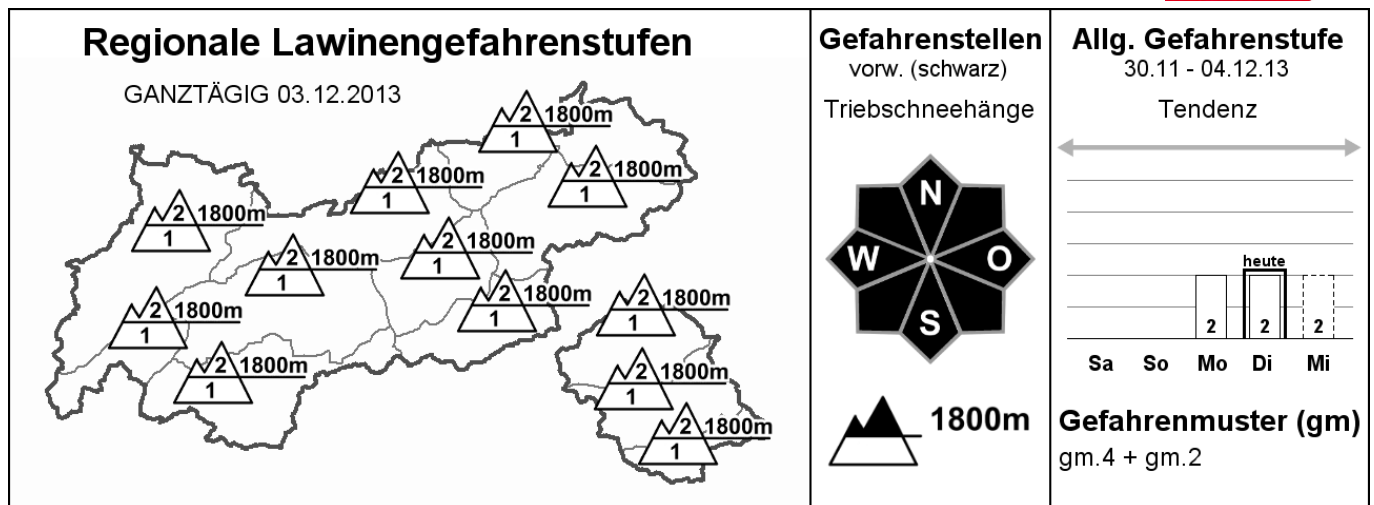 Regionale Lawinengefahrenstufen
GANZTÄGIG 03.12.2013
2 1800m
1
2 1800m
1
2 1800m
1
2 1800m
1
2 1800m
1
2 1800m
1
2 1800m
1
2 1800m
1
2 1800m
1
2 1800m
1
2 1800m
1
2 1800m
1
Gefahrenstellen
vorw. (schwarz)
Triebschneehänge
N
W O
S
1800m
Allg. Gefahrenstufe
30.11 - 04.12.13
Tendenz
heute
2 2 2
Sa So Mo Di Mi
Gefahrenmuster (gm)
gm.4 + gm.2